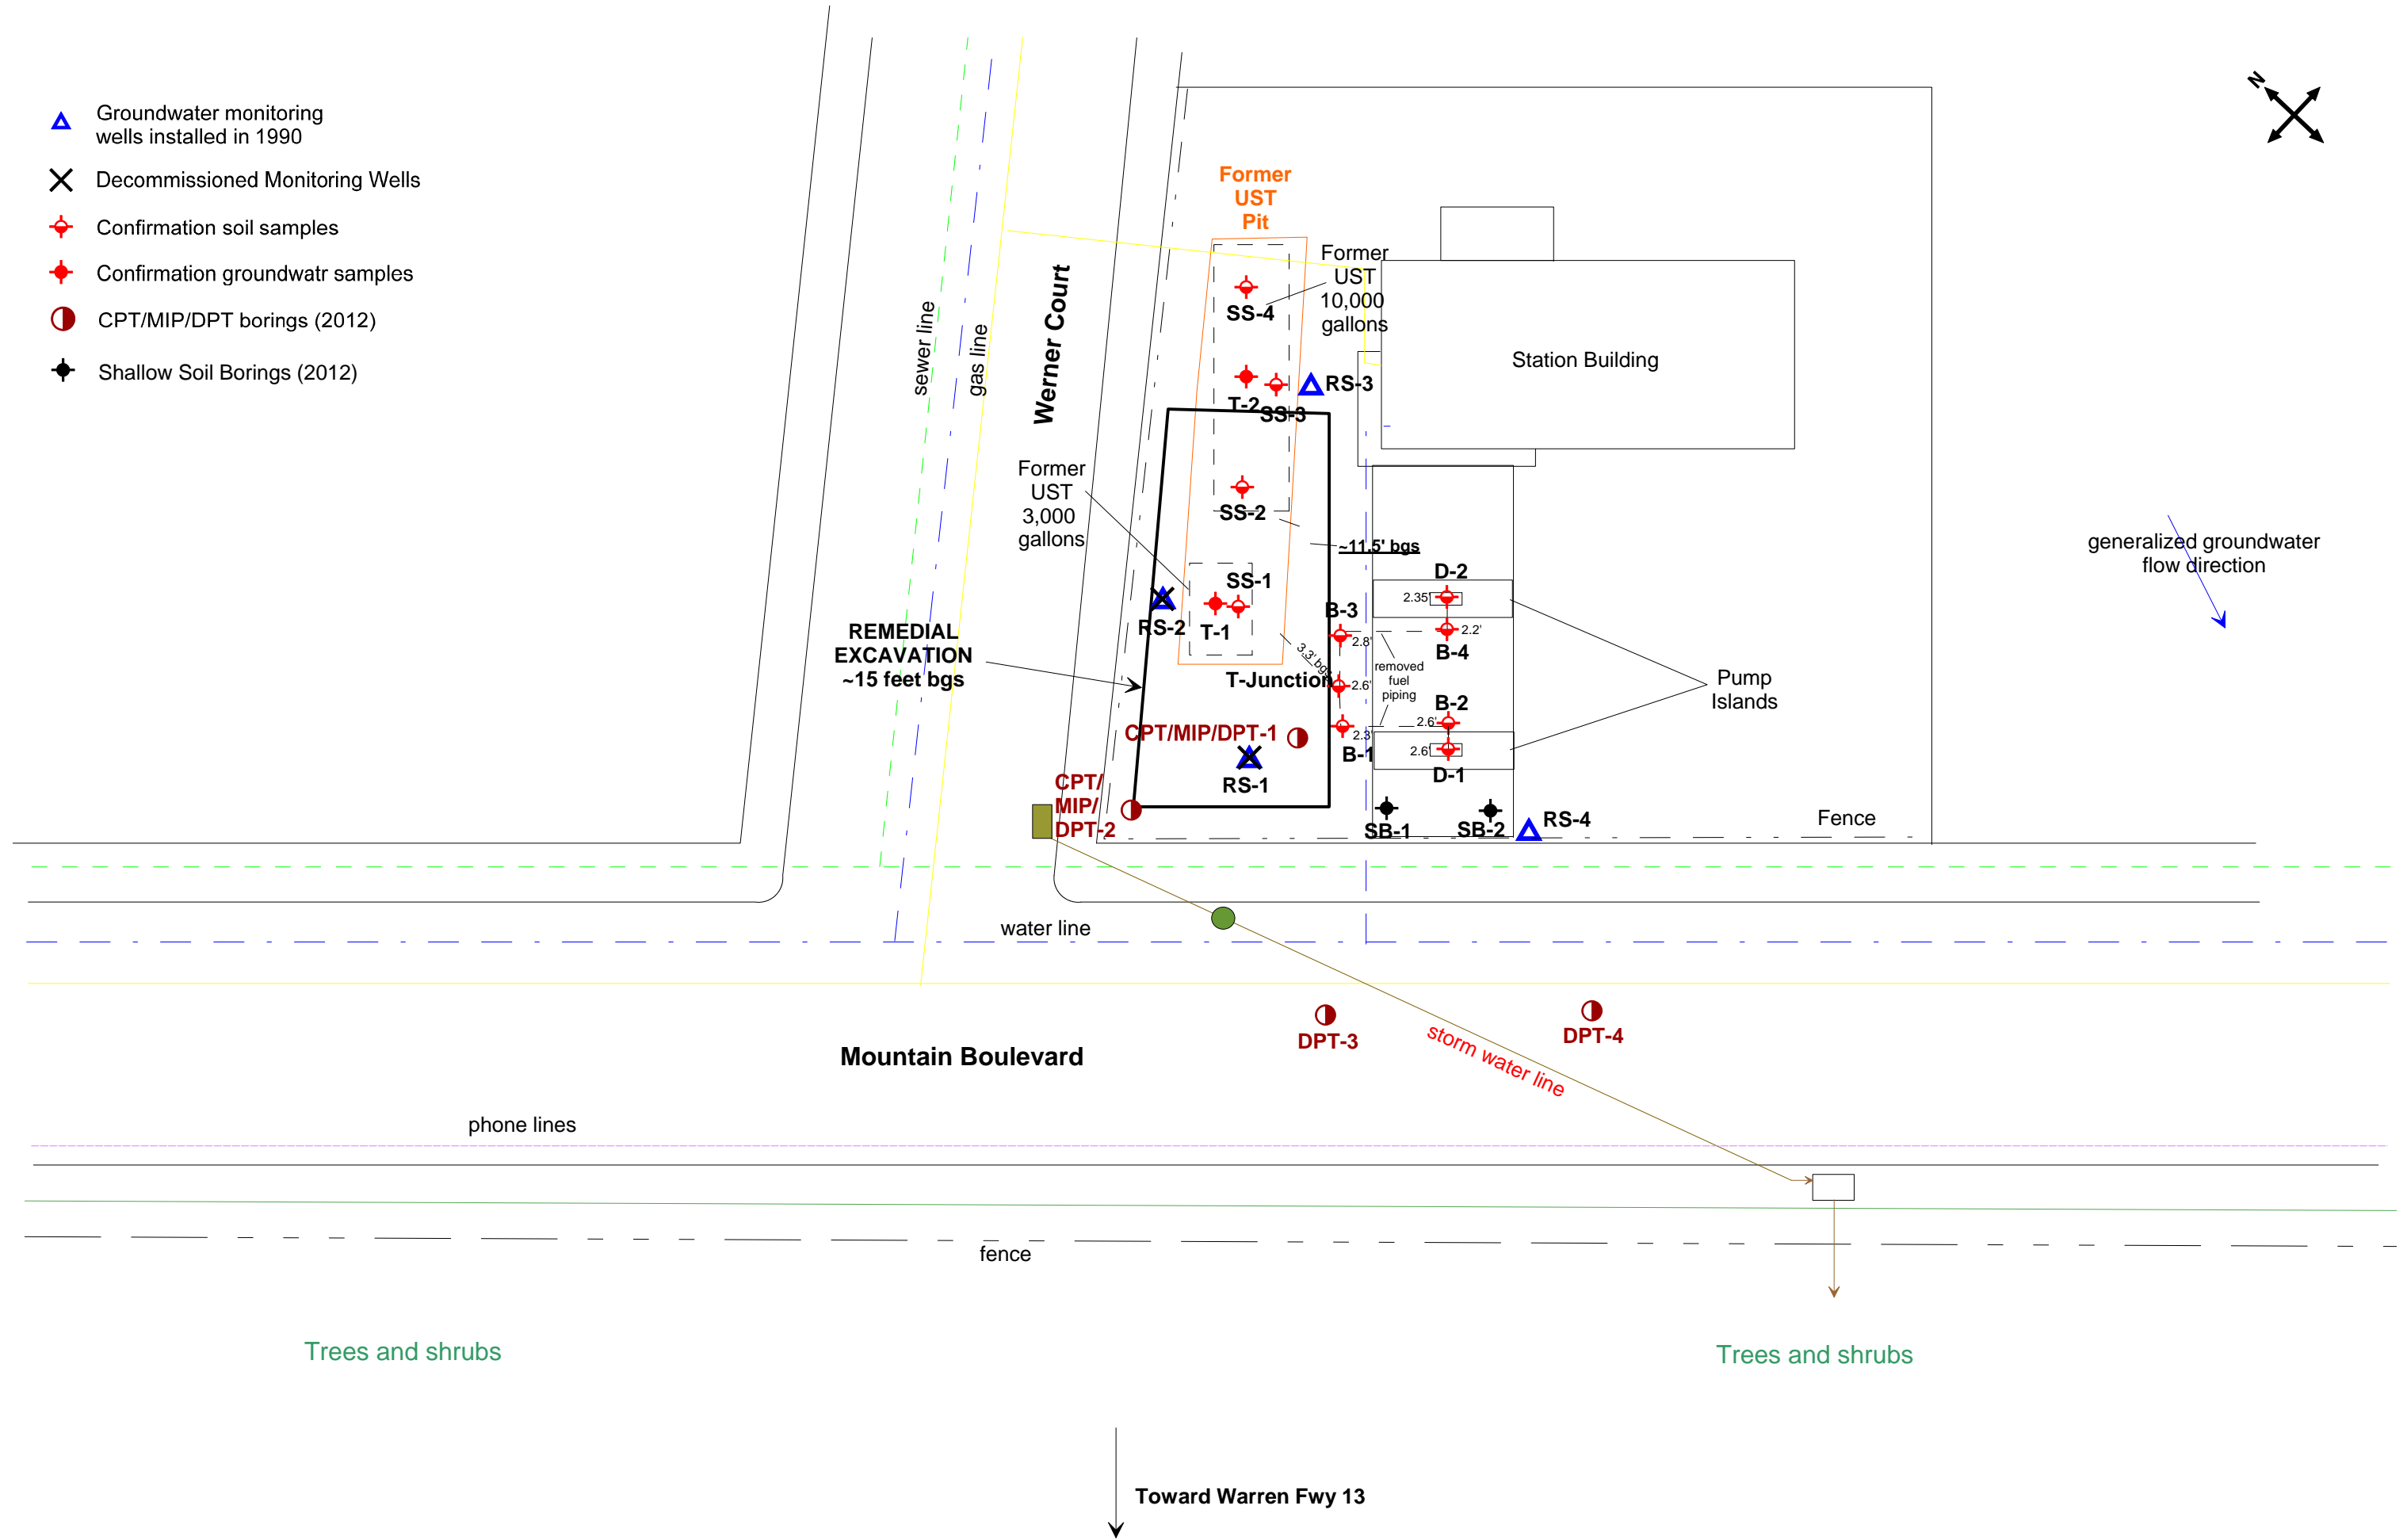 Groundwater monitoring
wells installed in 1990
Decommissioned Monitoring Wells
Confirmation soil samples
Confirmation groundwatr samples
CPT/MIP/DPT borings (2012)
Shallow Soil Borings (2012)
N
Former
UST
Pit
Former
UST
10,000
gallons
SS-4
Station Building
sewer line
gas line
Werner Court
T-2
SS-3
RS-3
Former
UST
3,000
gallons
SS-2
~11.5' bgs
generalized groundwater
flow direction
SS-1
RS-2
T-1
D-2
2.35'
B-3
2.8'
2.2'
B-4
REMEDIAL
EXCAVATION
~15 feet bgs
3.3' bgs
T-Junction
2.6'
removed
fuel
piping
Pump
Islands
B-2
2.6'
CPT/MIP/DPT-1
2.3'
B-1
2.6'
D-1
RS-1
CPT/
MIP/
DPT-2
SB-1
SB-2
RS-4
Fence
water line
DPT-3
DPT-4
storm water line
Mountain Boulevard
phone lines
fence
Trees and shrubs
Trees and shrubs
Toward Warren Fwy 13